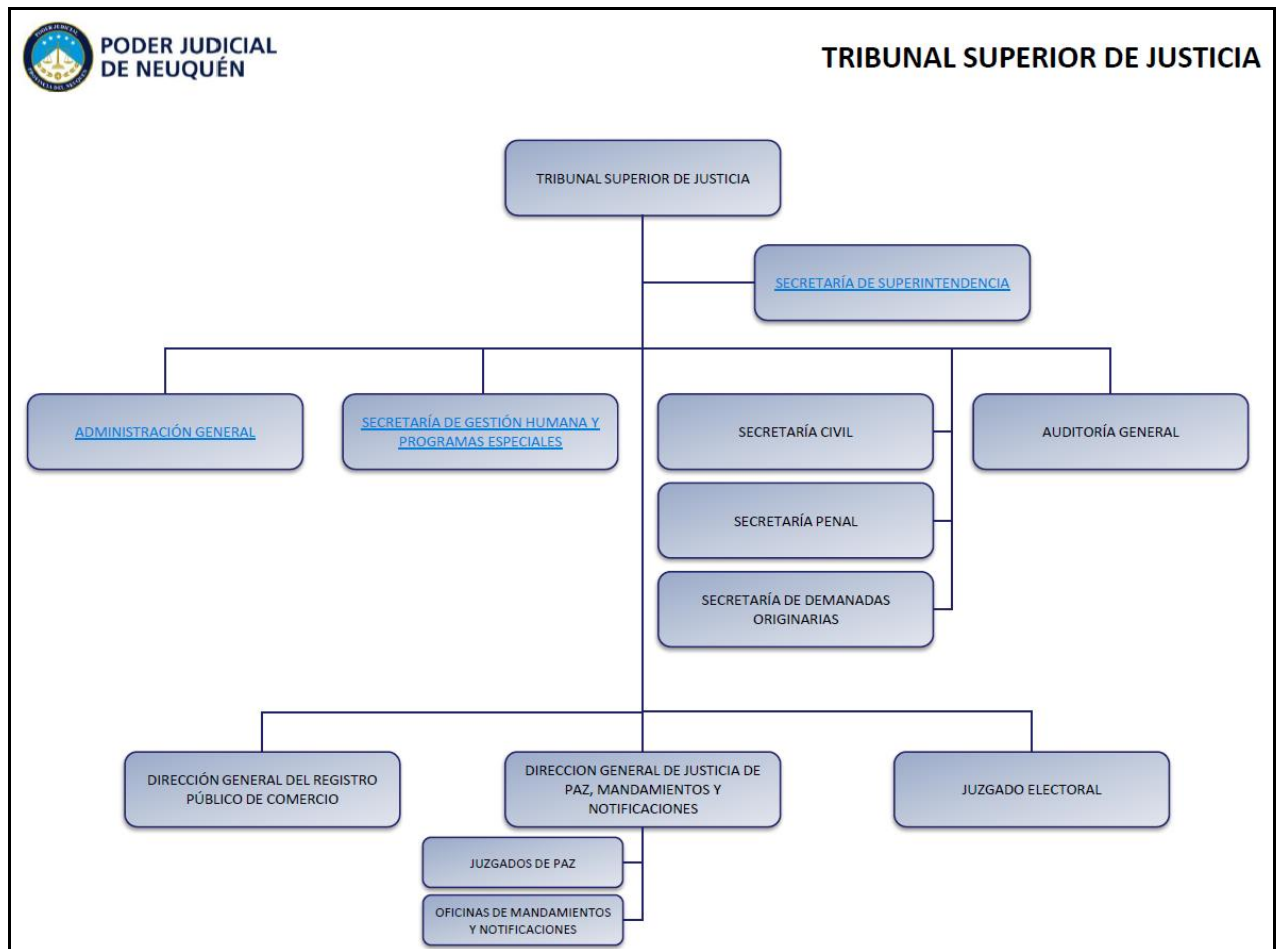 PODER JUDICIAL
DE NEUQUÉN
TRIBUNAL SUPERIOR DE JUSTICIA
TRIBUNAL SUPERIOR DE JUSTICIA
SECRETARÍA DE SUPERINTENDENCIA
ADMINISTRACIÓN GENERAL
SECRETARÍA DE GESTIÓN HUMANA Y
PROGRAMAS ESPECIALES
SECRETARÍA CIVIL
AUDITORÍA GENERAL
SECRETARÍA PENAL
SECRETARÍA DE DEMANADAS
ORIGINARIAS
DIRECCIÓN GENERAL DEL REGISTRO
PÚBLICO DE COMERCIO
DIRECCION GENERAL DE JUSTICIA DE
PAZ, MANDAMIENTOS Y
NOTIFICACIONES
JUZGADO ELECTORAL
JUZGADOS DE PAZ
OFICINAS DE MANDAMIENTOS
Y NOTIFICACIONES